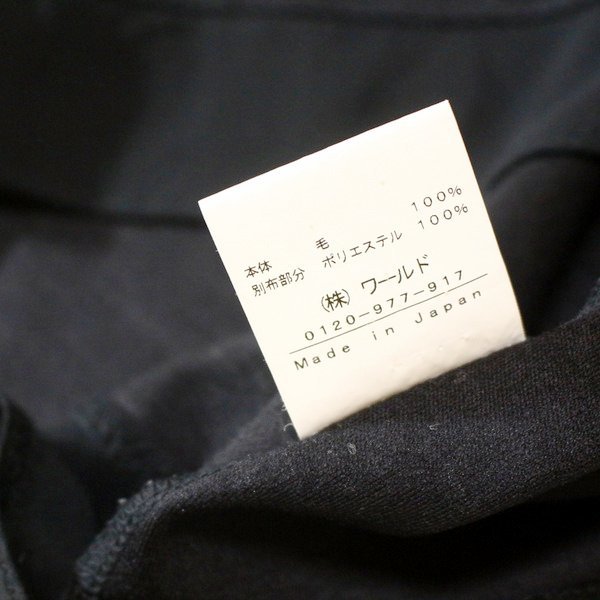 本体 毛 100%
別布部分 ポリエステル 100%
(株) ワールド
0120-977-917
Made in Japan